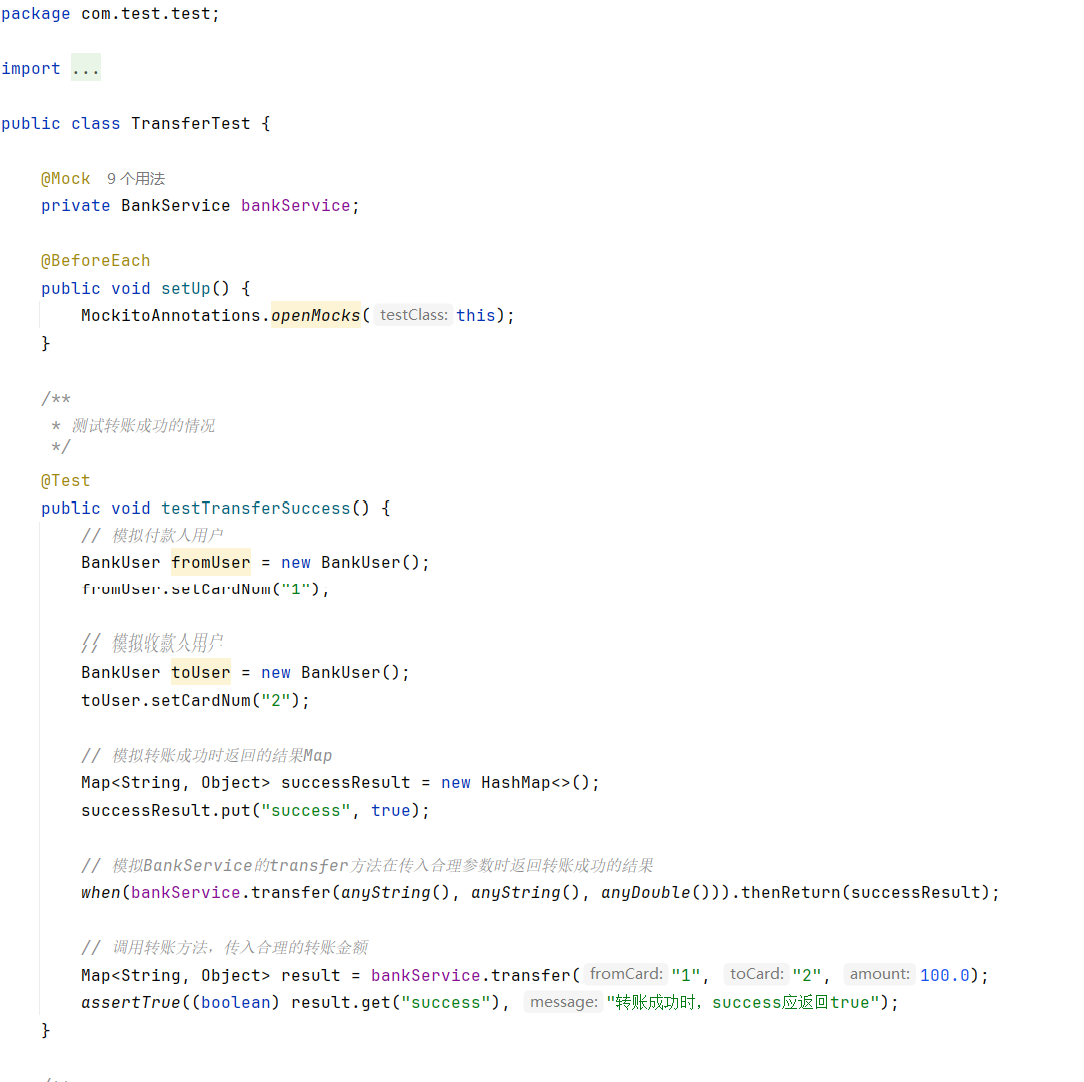 package com.test.test;
import ...
public class TransferTest {
@Mock 9 个用法
private BankService bankService;
@BeforeEach
public void setUp() {
MockitoAnnotations.openMocks( testClass: this);
}
/**
* 测试转账成功的情况
*/
@Test
public void testTransferSuccess() {
// 模拟付款人用户
BankUser fromUser = new BankUser();
fromUser.setCardNum("1");
// 模拟收款人用户
BankUser toUser = new BankUser();
toUser.setCardNum("2");
// 模拟转账成功时返回的结果Map
Map<String, Object> successResult = new HashMap<>();
successResult.put("success", true);
// 模拟BankService的transfer方法在传入合理参数时返回转账成功的结果
when(bankService.transfer(anyString(), anyString(), anyDouble())).thenReturn(successResult);
// 调用转账方法，传入合理的转账金额
Map<String, Object> result = bankService.transfer( fromCard: "1", toCard: "2", amount: 100.0);
assertTrue((boolean) result.get("success"), message: "转账成功时，success应返回true");
}